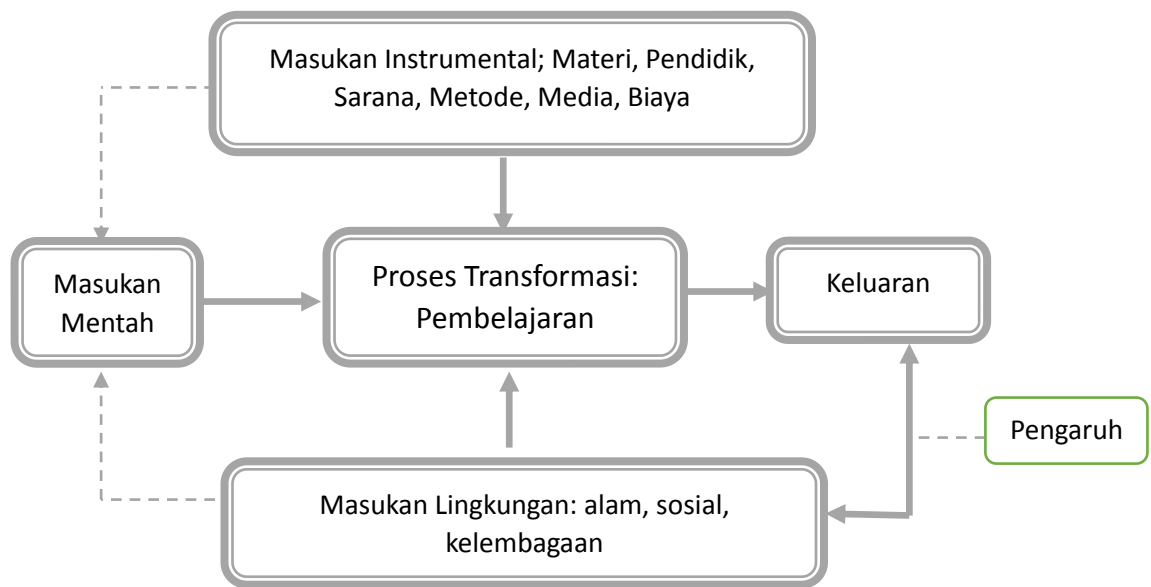 Masukan Instrumental; Materi, Pendidik,
Sarana, Metode, Media, Biaya
Masukan
Mentah
Proses Transformasi:
Pembelajaran
Keluaran
Pengaruh
Masukan Lingkungan: alam, sosial,
kelembagaan